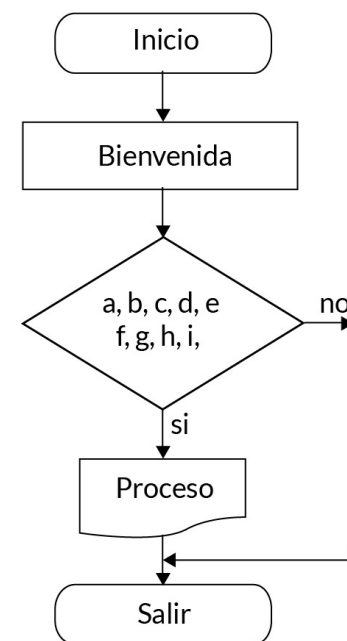 Inicio
Bienvenida
a, b, c, d, e
f, g, h, i,
no
si
Proceso
Salir